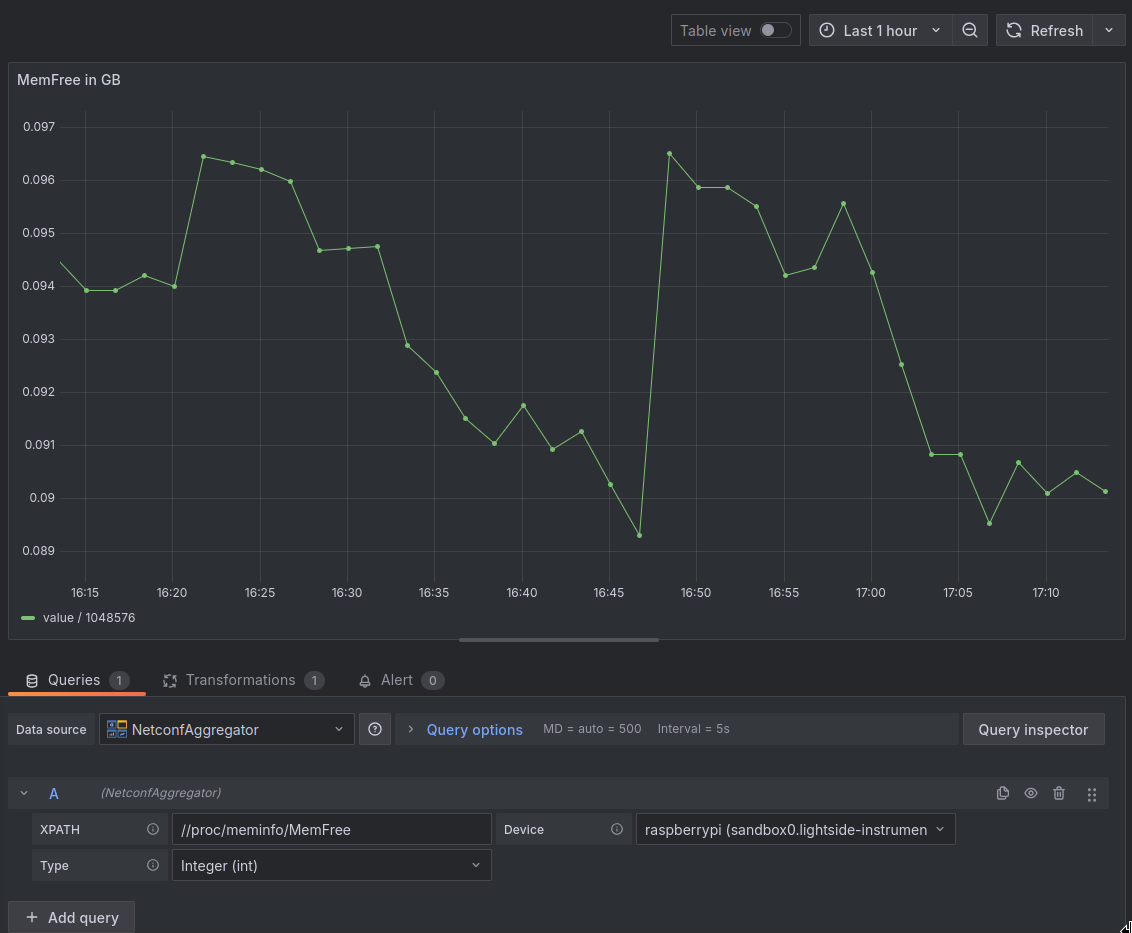 Table view Last 1 hour Refresh
MemFree in GB
0.097
0.096
0.095
0.094
0.093
0.092
0.091
0.09
0.089
16:15 16:20 16:25 16:30 16:35 16:40 16:45 16:50 16:55 17:00 17:05 17:10
value / 1048576
Queries 1 Transformations 1 Alert 0
Data source NetconfAggregator Query options MD = auto = 500 Interval = 5s Query inspector
A (NetconfAggregator)
XPATH //proc/meminfo/MemFree Device raspberrypi (sandbox0.lightside-instrumen
Type Integer (int)
+ Add query